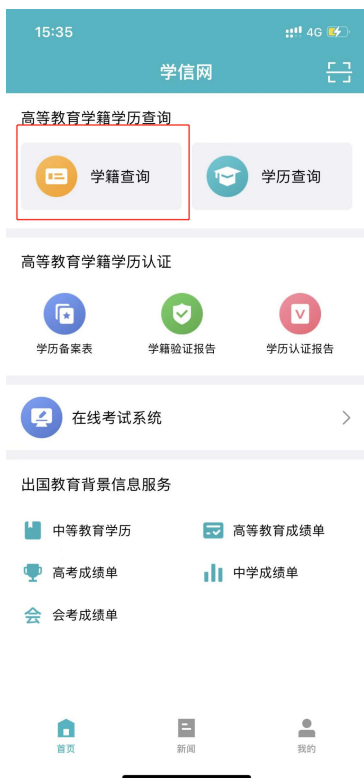 15:35 4G
学信网
高等教育学籍学历查询
学籍查询 学历查询
高等教育学籍学历认证
学历备案表 学籍验证报告 学历认证报告
在线考试系统
出国教育背景信息服务
中等教育学历 高等教育成绩单
高考成绩单 中学成绩单
会 会考成绩单
首页 新闻 我的